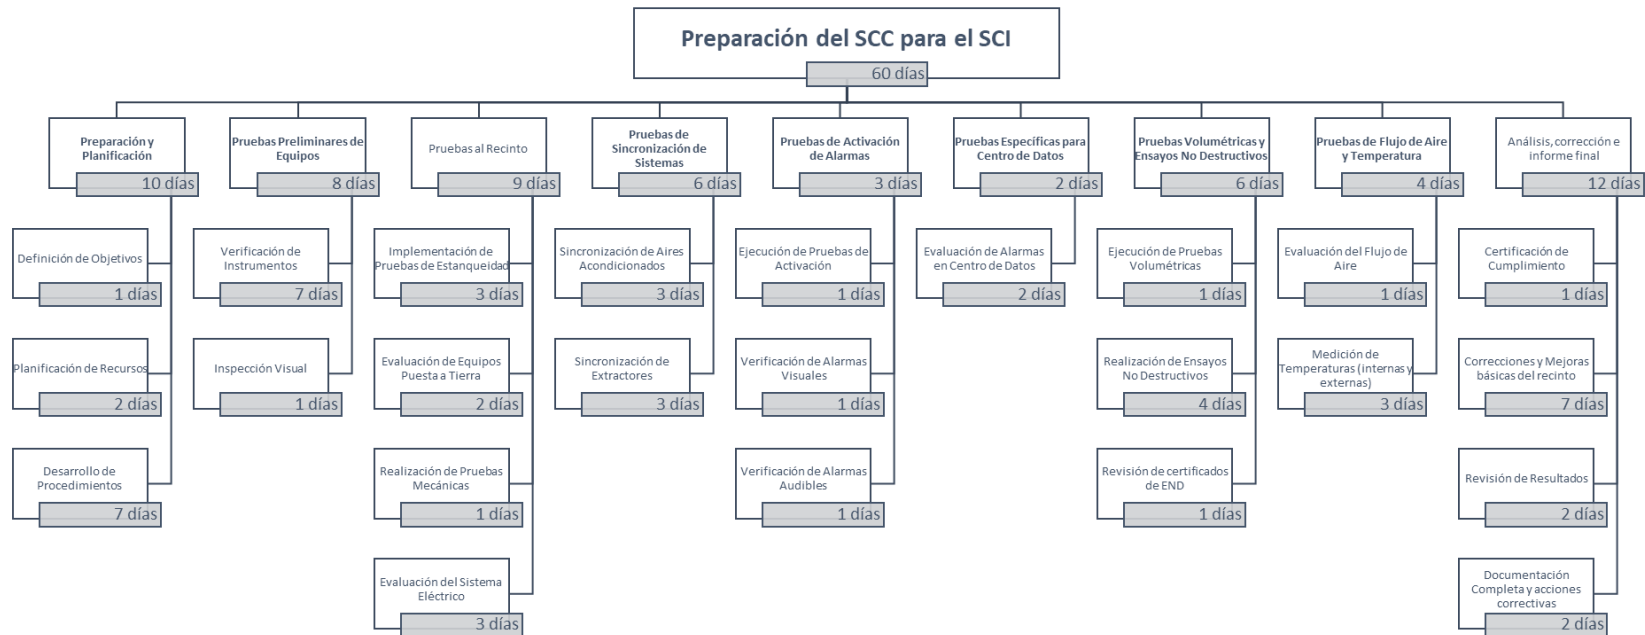 Preparación del SCC para el SCI
60 días
Preparación y
Planificación
10 días
Pruebas Preliminares de
Equipos
8 días
Pruebas al Recinto
9 días
Pruebas de
Sincronización de
Sistemas
6 días
Pruebas de Activación
de Alarmas
3 días
Pruebas Específicas para
Centro de Datos
2 días
Pruebas Volumétricas y
Ensayos No Destructivos
6 días
Pruebas de Flujo de Aire
y Temperatura
4 días
Análisis, corrección e
informe final
12 días
Definición de Objetivos
1 días
Planificación de Recursos
2 días
Desarrollo de
Procedimientos
7 días
Verificación de
Instrumentos
7 días
Inspección Visual
1 días
Implementación de
Pruebas de Estanqueidad
3 días
Evaluación de Equipos
Puesta a Tierra
2 días
Realización de Pruebas
Mecánicas
1 días
Evaluación del Sistema
Eléctrico
3 días
Sincronización de Aires
Acondicionados
3 días
Sincronización de
Extractores
3 días
Ejecución de Pruebas de
Activación
1 días
Verificación de Alarmas
Visuales
1 días
Verificación de Alarmas
Audibles
1 días
Evaluación de Alarmas
en Centro de Datos
2 días
Ejecución de Pruebas
Volumétricas
1 días
Realización de Ensayos
No Destructivos
4 días
Revisión de certificados
de END
1 días
Evaluación del Flujo de
Aire
1 días
Medición de
Temperaturas (internas y
externas)
3 días
Certificación de
Cumplimiento
1 días
Correcciones y Mejoras
básicas del recinto
7 días
Revisión de Resultados
2 días
Documentación
Completa y acciones
correctivas
2 días